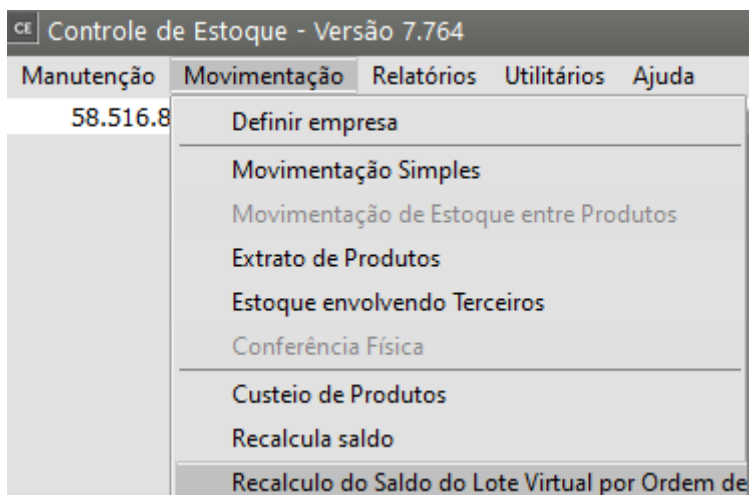 CE Controle de Estoque - Versão 7.764
Manutenção Movimentação Relatórios Utilitários Ajuda
58.516.8
Definir empresa
Movimentação Simples
Movimentação de Estoque entre Produtos
Extrato de Produtos
Estoque envolvendo Terceiros
Conferência Física
Custeio de Produtos
Recalcula saldo
Recalculo do Saldo do Lote Virtual por Ordem de